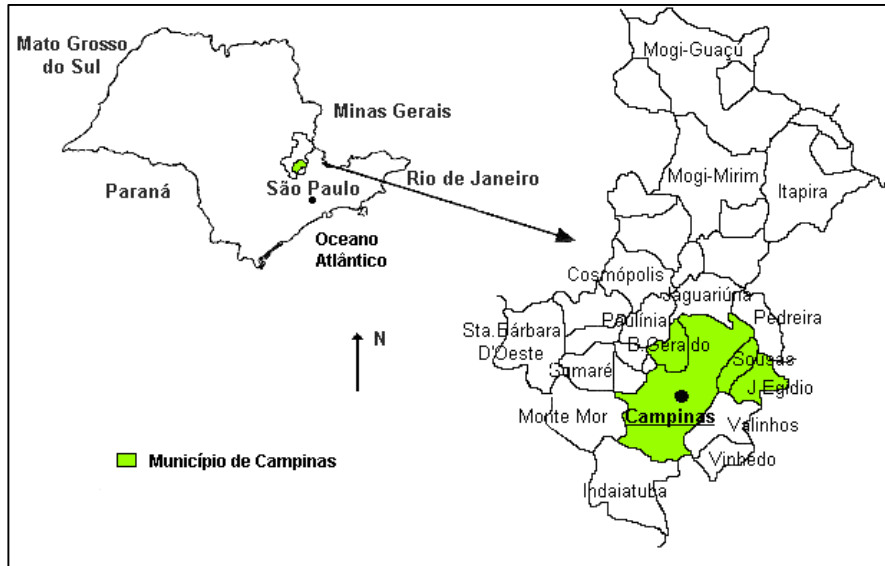 Mato Grosso
do Sul
Minas Gerais
Paraná
São Paulo
Rio de Janeiro
Oceano
Atlântico
N
Município de Campinas
Mogi-Guaçú
Mogi-Mirim
Itapira
Cosmópolis
Jaguariúna
Paulínia
Pedreira
Sta.Bárbara
D'Oeste
B.Geraldo
Sumaré
Sousas
J.Egídio
Monte Mor
Campinas
Valinhos
Vinhedo
Indaiatuba